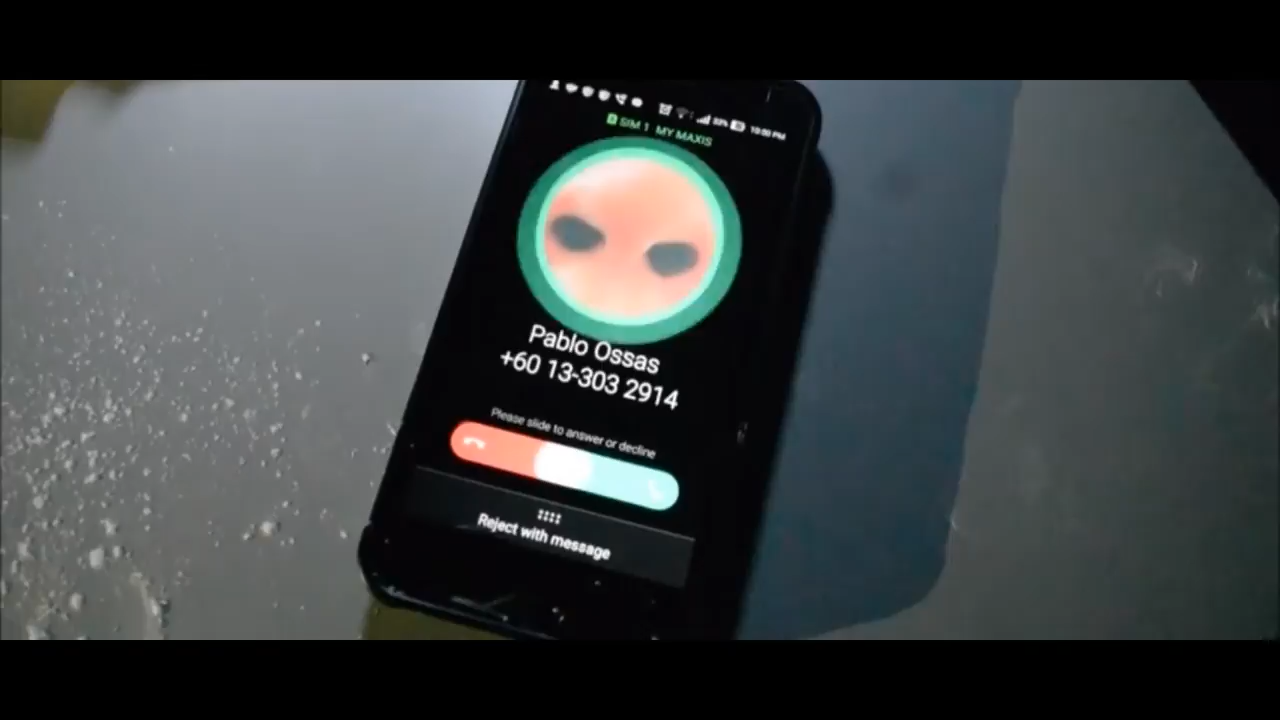 SIM 1 MY MAXIS
Pablo Ossas
+60 13-303 2914
Please slide to answer or decline
Reject with message